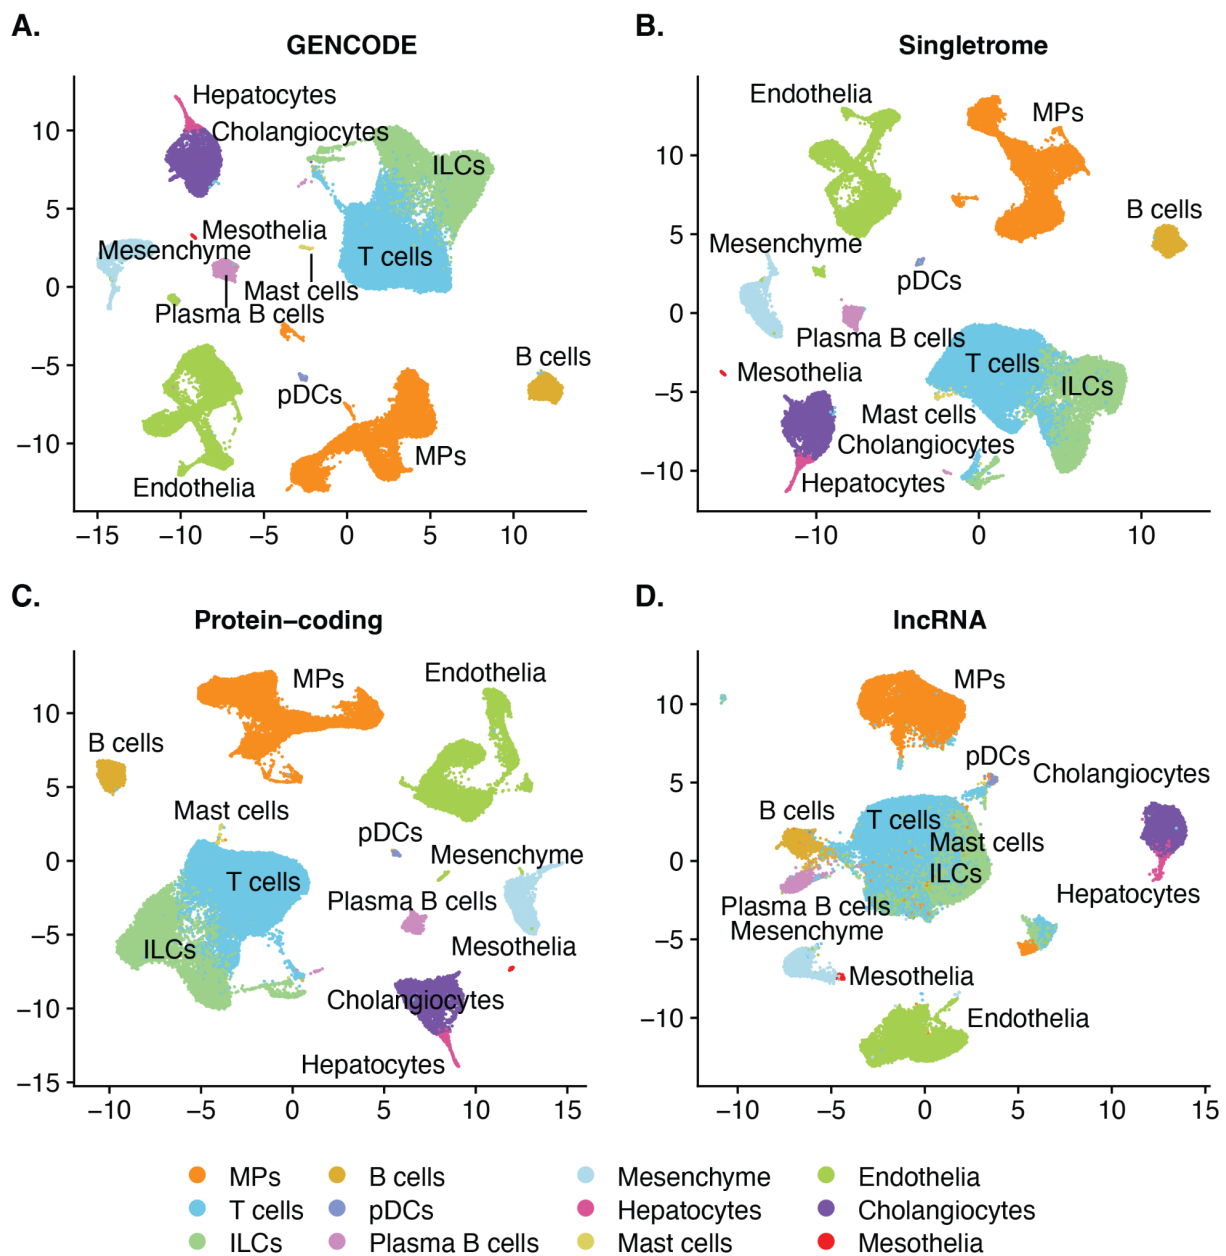 A.
GENCODE
Hepatocytes
Cholangiocytes
ILCs
Mesothelia
Mesenchyme
T cells
Mast cells
Plasma B cells
B cells
pDCs
MPs
Endothelia
10
5
0
−5
−10
−15 −10 −5 0 5 10
B.
Singletrome
Endothelia
MPs
B cells
Mesenchyme
pDCs
Plasma B cells
T cells
Mesothelia
ILCs
Mast cells
Cholangiocytes
Hepatocytes
10
5
0
−5
−10
−10 0 10
C.
Protein−coding
MPs
Endothelia
B cells
Mast cells
pDCs
Mesenchyme
T cells
Plasma B cells
ILCs
Mesothelia
Cholangiocytes
Hepatocytes
10
5
0
−5
−10
−15
−10 −5 0 5 10 15
D.
lncRNA
MPs
pDCs
Cholangiocytes
B cells
T cells
Mast cells
ILCs
Hepatocytes
Plasma B cells
Mesenchyme
Mesothelia
Endothelia
10
5
0
−5
−10
−10 −5 0 5 10 15
MPs B cells Mesenchyme Endothelia
T cells pDCs Hepatocytes Cholangiocytes
ILCs Plasma B cells Mast cells Mesothelia